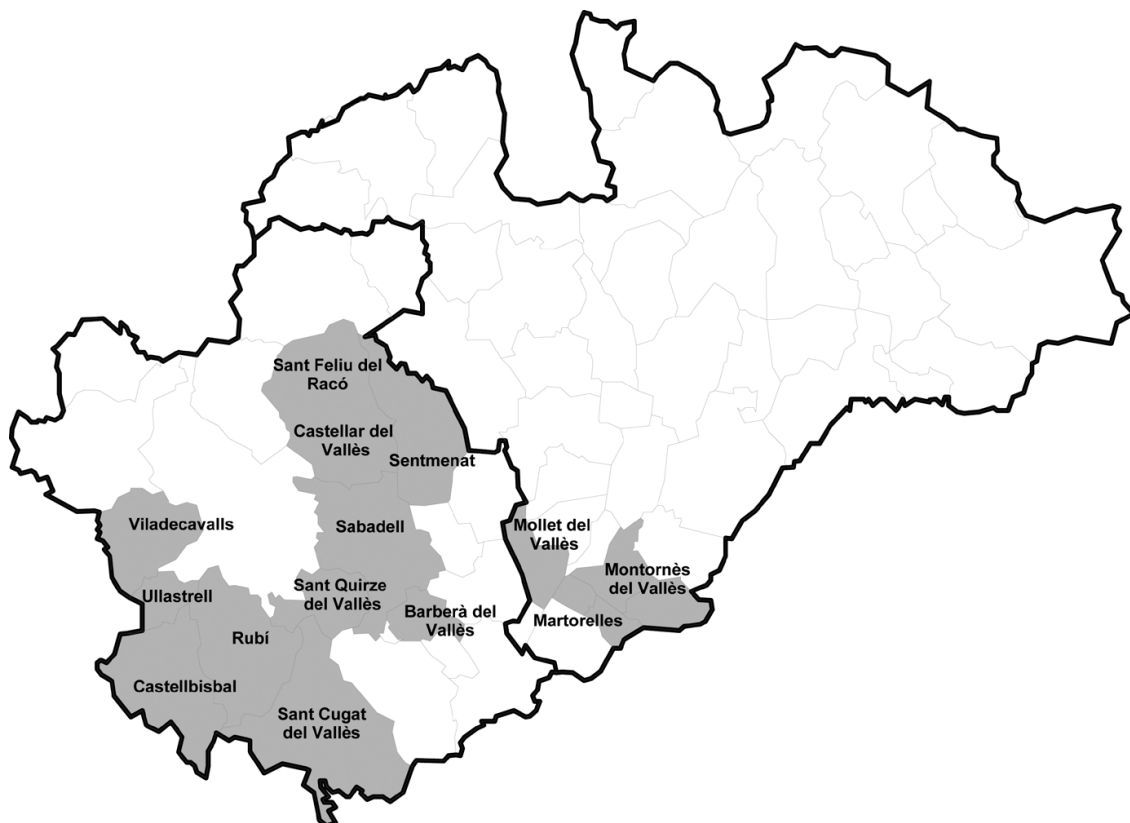 Sant Feliu del
Racó
Castellar del
Vallès
Sentmenat
Viladecavalls
Sabadell
Mollet del
Vallès
Montornès
del Vallès
Ullastrell
Sant Quirze
del Vallès
Barberà del
Vallès
Martorelles
Rubí
Castellbisbal
Sant Cugat
del Vallès